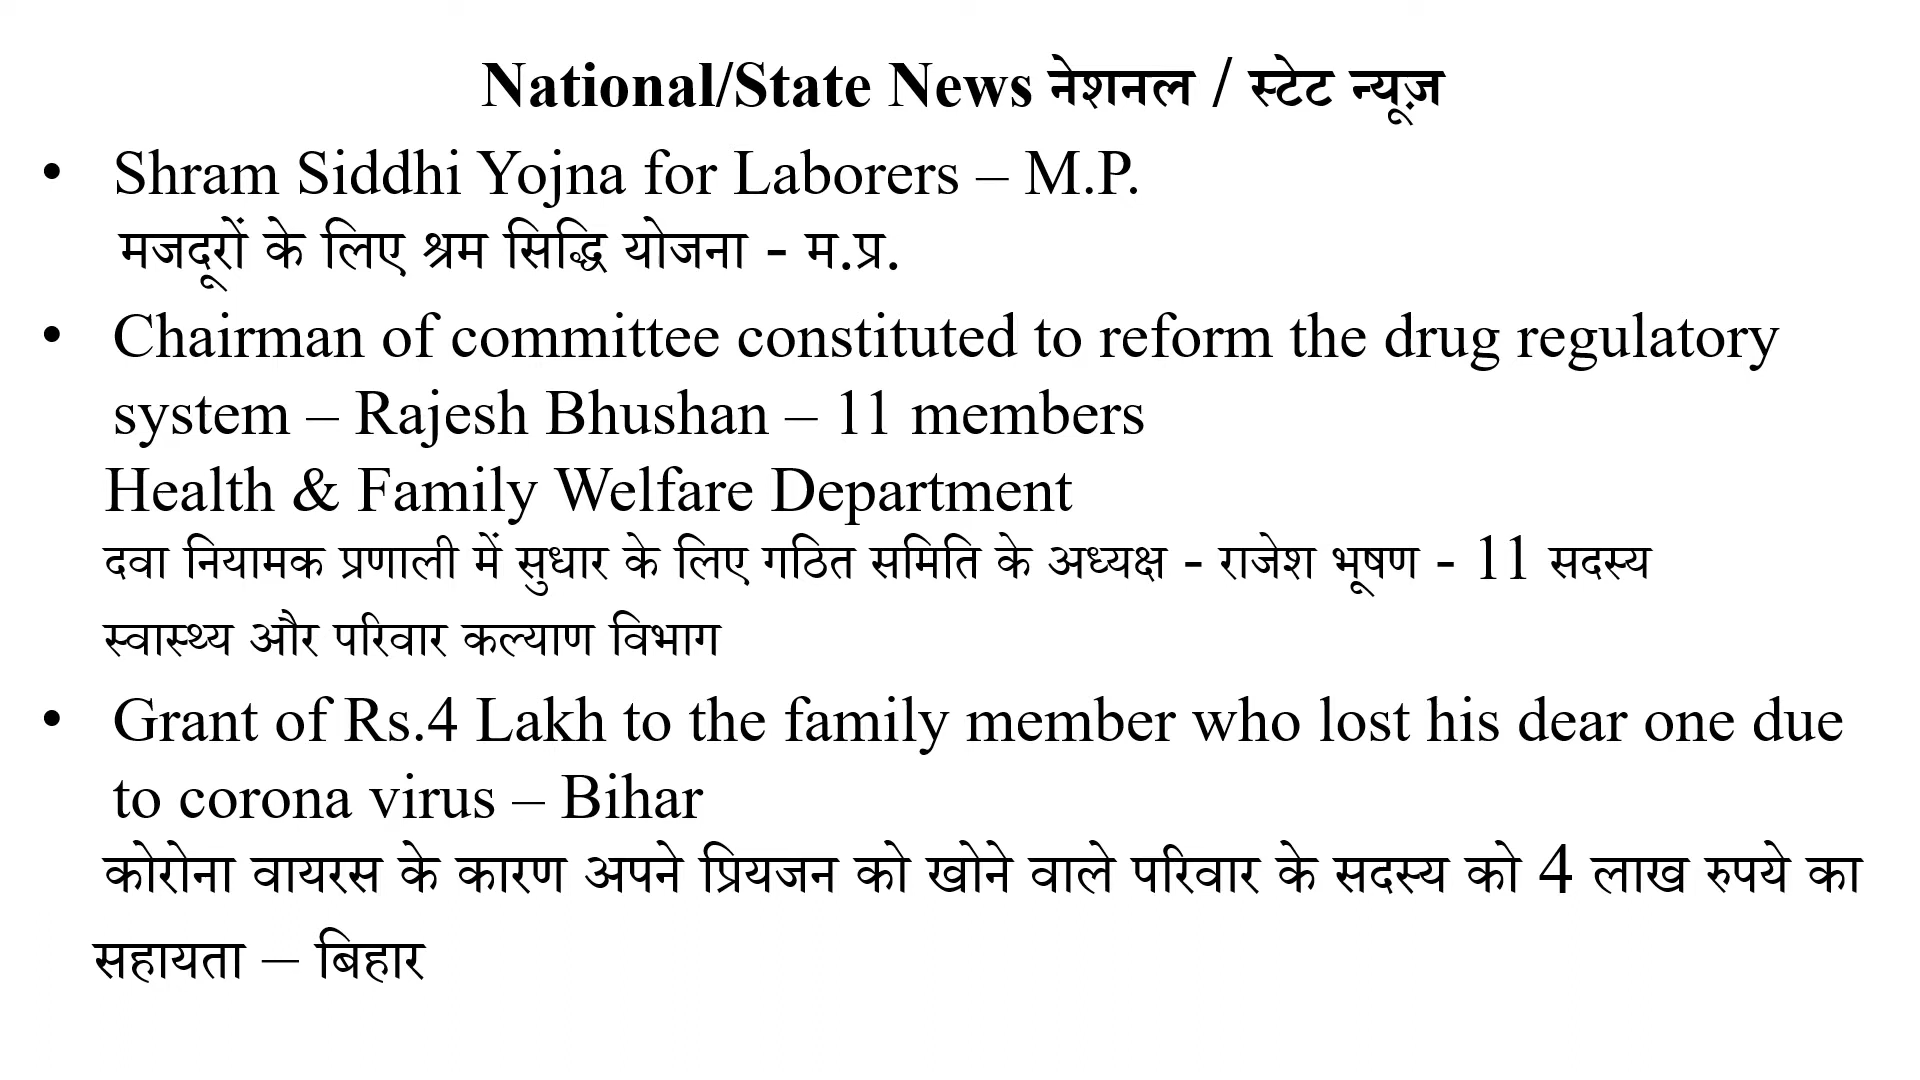 National/State News नेशनल / स्टेट न्यूज़
• Shram Siddhi Yojna for Laborers – M.P.
मजदूरों के लिए श्रम सिद्धि योजना - म.प्र.
• Chairman of committee constituted to reform the drug regulatory
system – Rajesh Bhushan – 11 members
Health & Family Welfare Department
दवा नियामक प्रणाली में सुधार के लिए गठित समिति के अध्यक्ष - राजेश भूषण - 11 सदस्य
स्वास्थ्य और परिवार कल्याण विभाग
• Grant of Rs.4 Lakh to the family member who lost his dear one due
to corona virus – Bihar
कोरोना वायरस के कारण अपने प्रियजन को खोने वाले परिवार के सदस्य को 4 लाख रुपये का
सहायता – बिहार